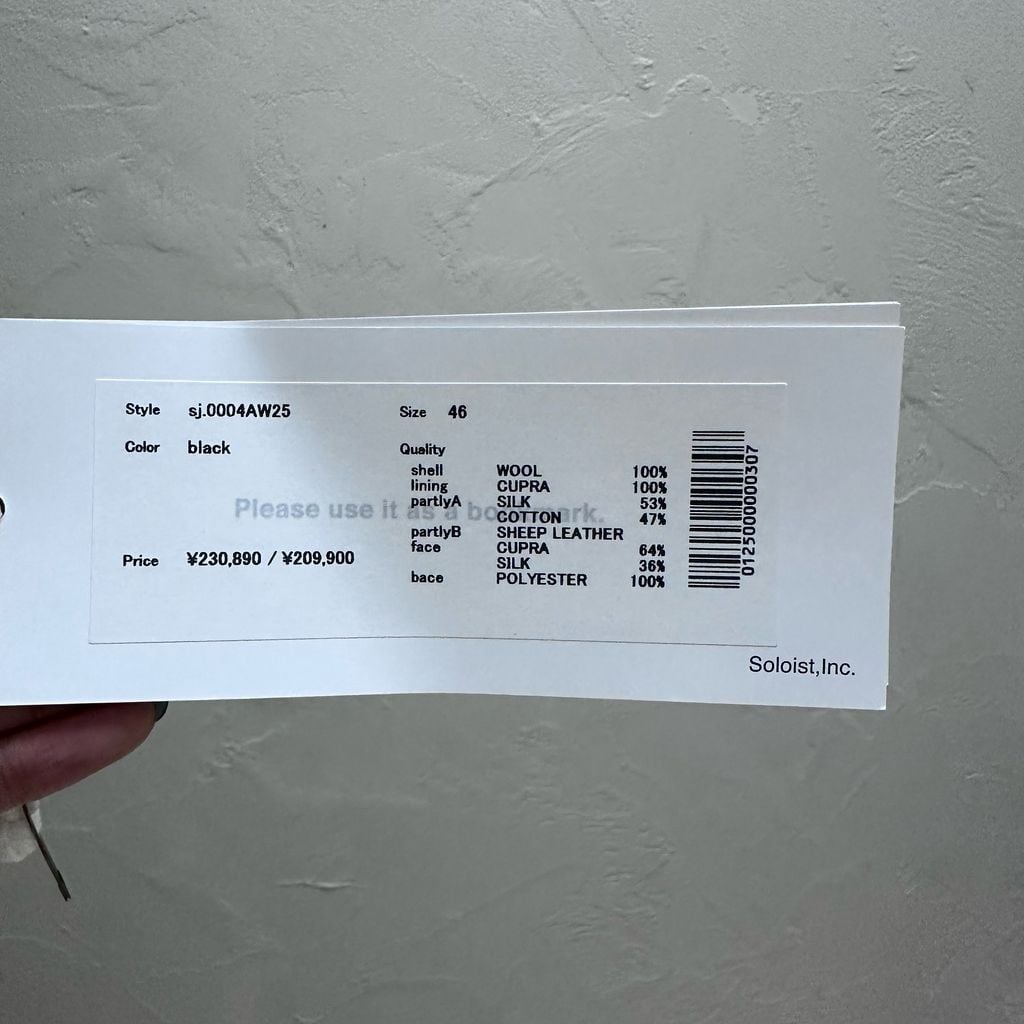 Style sj.0004AW25 Size 46
Color black Quality
shell WOOL 100%
lining CUPRA 100%
partlyA SILK 53%
COTTON 47%
Please use it as a bookmark.
partlyB SHEEP LEATHER
face CUPRA 64%
Price ¥230,890 / ¥209,900
SILK 36%
bace POLYESTER 100%
0125000000307
Soloist,Inc.